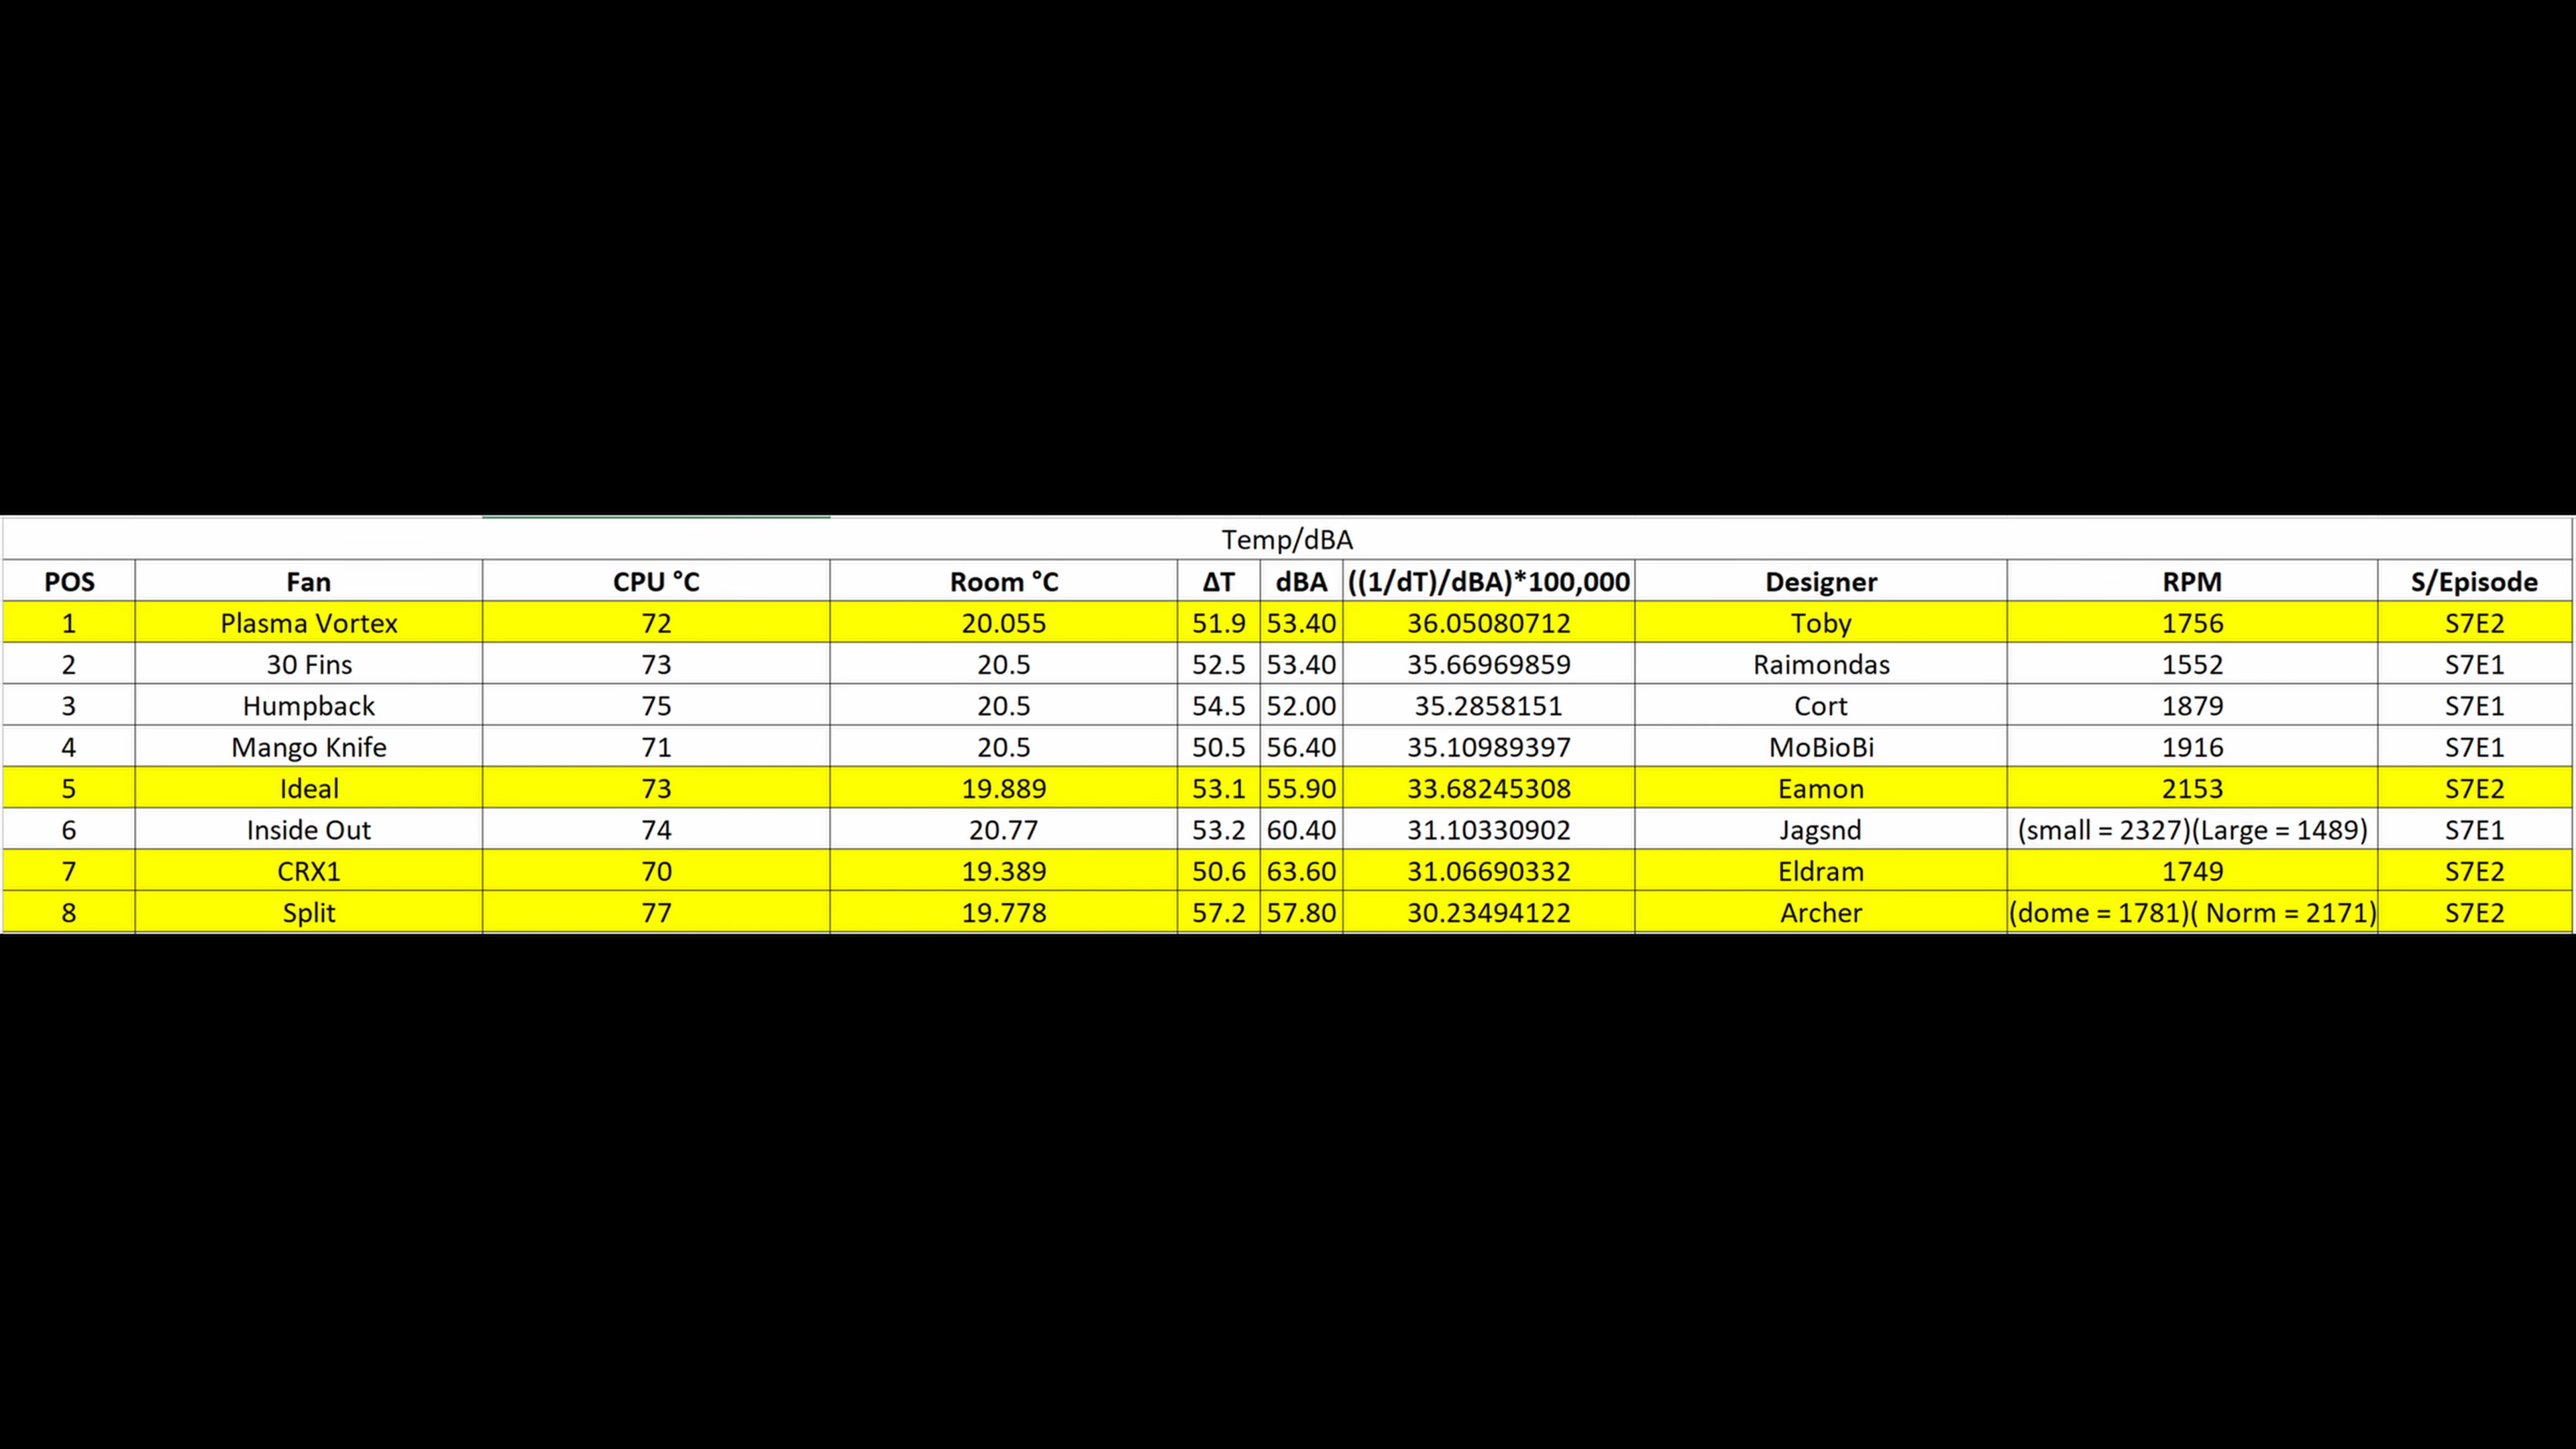 Temp/dBA
POS Fan CPU °C Room °C ΔT dBA ((1/dT)/dBA)*100,000 Designer RPM S/Episode
1 Plasma Vortex 72 20.055 51.9 53.40 36.05080712 Toby 1756 S7E2
2 30 Fins 73 20.5 52.5 53.40 35.66969859 Raimondas 1552 S7E1
3 Humpback 75 20.5 54.5 52.00 35.2858151 Cort 1879 S7E1
4 Mango Knife 71 20.5 50.5 56.40 35.10989397 MoBioBi 1916 S7E1
5 Ideal 73 19.889 53.1 55.90 33.68245308 Eamon 2153 S7E2
6 Inside Out 74 20.77 53.2 60.40 31.10330902 Jagsnd (small = 2327)(Large = 1489) S7E1
7 CRX1 70 19.389 50.6 63.60 31.06690332 Eldram 1749 S7E2
8 Split 77 19.778 57.2 57.80 30.23494122 Archer (dome = 1781)( Norm = 2171) S7E2